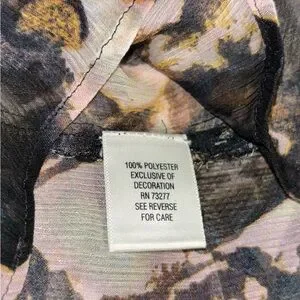 100% POLYESTER
EXCLUSIVE OF
DECORATION
RN 73277
SEE REVERSE
FOR CARE